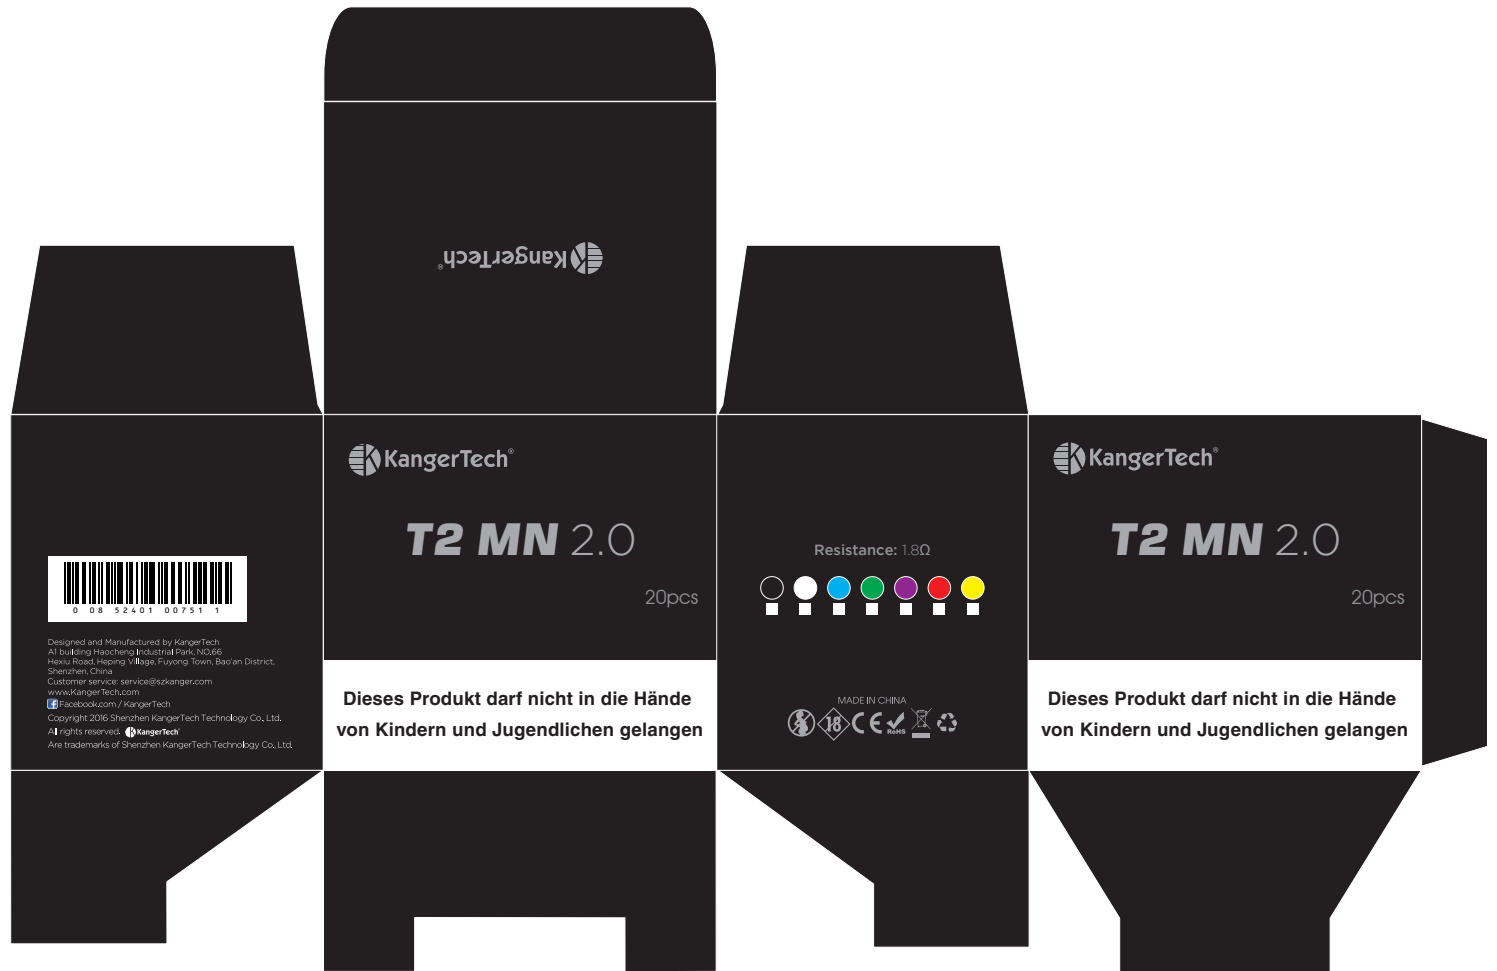 KangerTech®
0 08 52401 00751 1
Designed and Manufactured by KangerTech
A1 building Haocheng Industrial Park, NO.66
Hexiu Road, Heping Village, Fuyong Town, Bao'an District,
Shenzhen, China
Customer service: service@szkanger.com
www.KangerTech.com
Facebook.com / KangerTech
Copyright 2016 Shenzhen KangerTech Technology Co., Ltd.
All rights reserved. KangerTech®
Are trademarks of Shenzhen KangerTech Technology Co., Ltd.
KangerTech®
T2 MN 2.0
20pcs
Dieses Produkt darf nicht in die Hände
von Kindern und Jugendlichen gelangen
Resistance: 1.8Ω
MADE IN CHINA
18 CE RoHS
KangerTech®
T2 MN 2.0
20pcs
Dieses Produkt darf nicht in die Hände
von Kindern und Jugendlichen gelangen